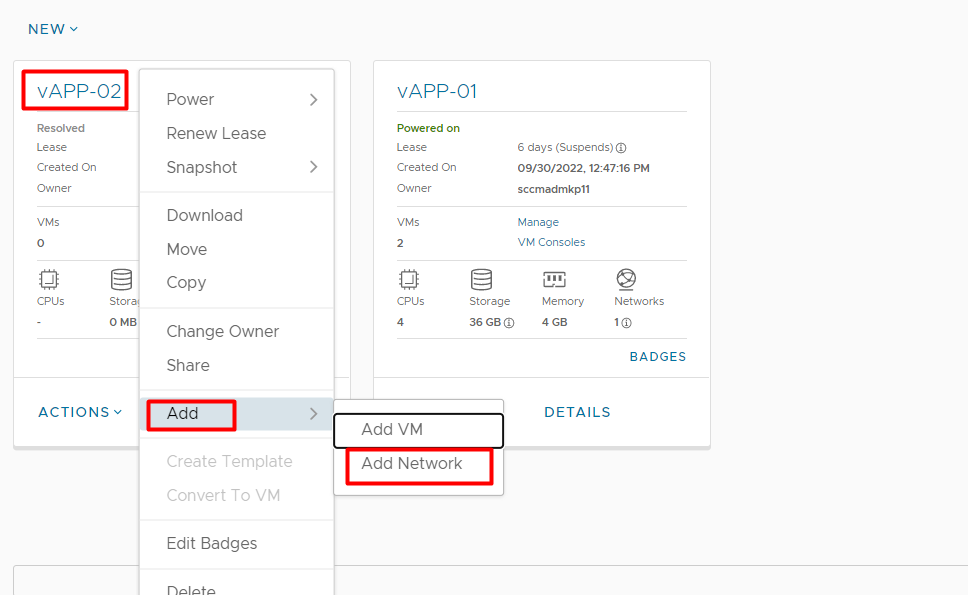 NEW
vAPP-02
Resolved
Lease
Created On
Owner
VMs
0
CPUs
-
0 MB
ACTIONS
Power
Renew Lease
Snapshot
Download
Move
Copy
Change Owner
Share
Add
Create Template
Convert To VM
Edit Badges
Delete
Add VM
Add Network
vAPP-01
Powered on
Lease 6 days (Suspends)
Created On 09/30/2022, 12:47:16 PM
Owner sccmadmkp11
VMs Manage
2 VM Consoles
CPUs Storage Memory Networks
4 36 GB 4 GB 1
BADGES
DETAILS